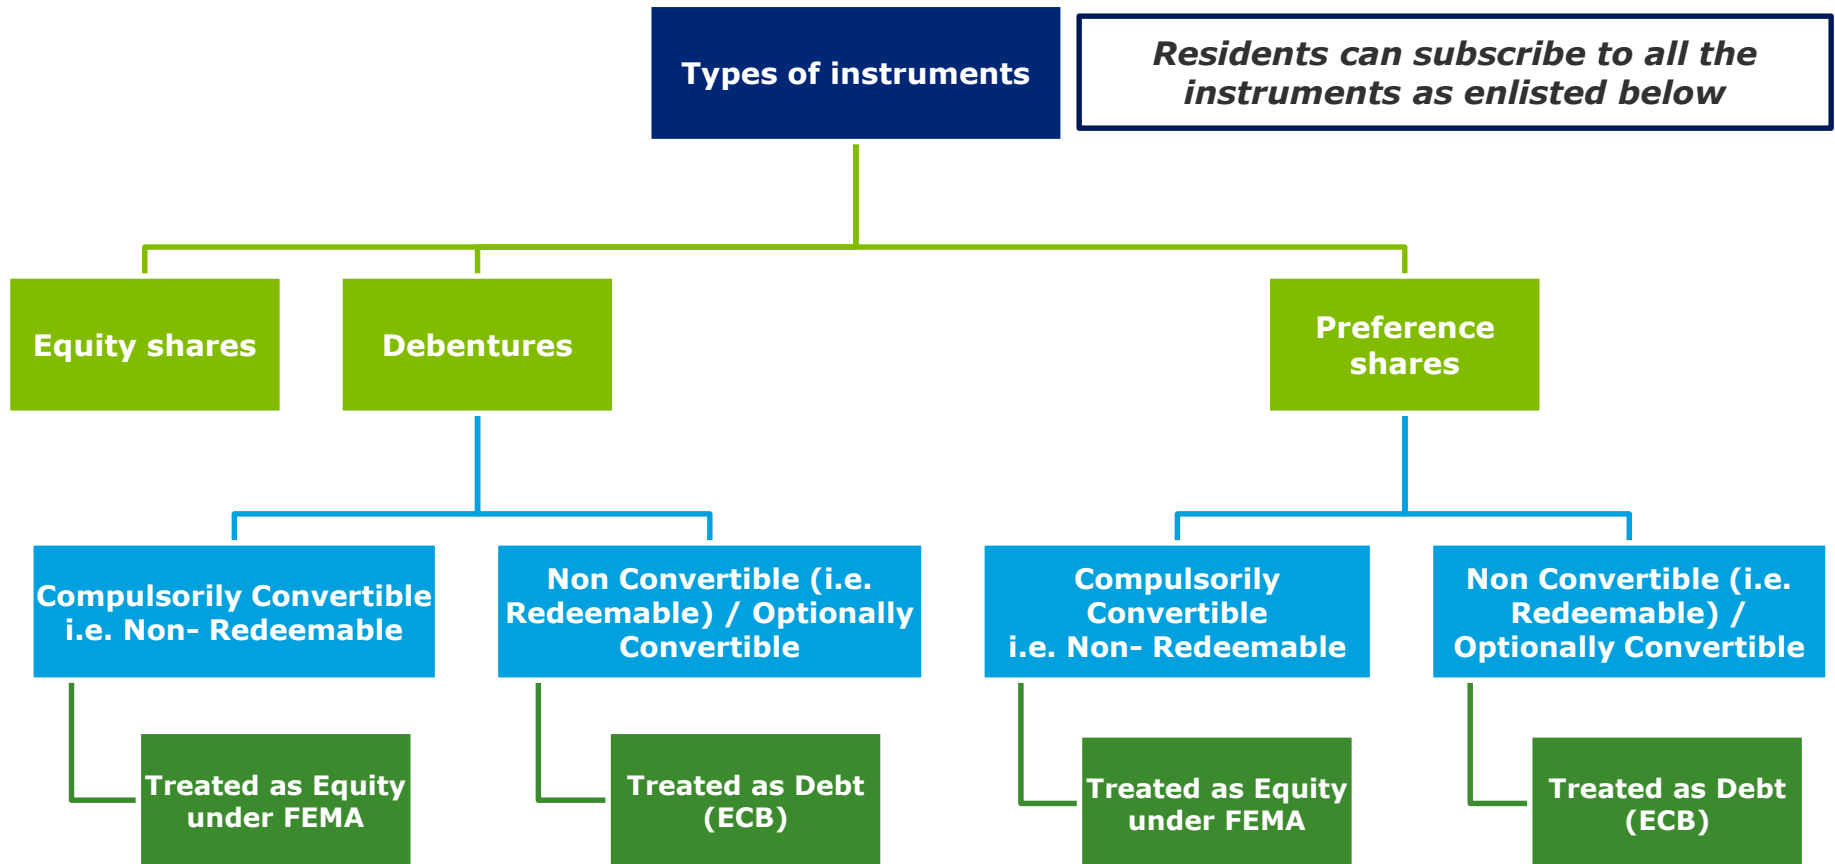 Types of instruments
Residents can subscribe to all the
instruments as enlisted below
Equity shares
Debentures
Preference
shares
Compulsorily Convertible
i.e. Non- Redeemable
Non Convertible (i.e.
Redeemable) / Optionally
Convertible
Compulsorily
Convertible
i.e. Non- Redeemable
Non Convertible (i.e.
Redeemable) /
Optionally Convertible
Treated as Equity
under FEMA
Treated as Debt
(ECB)
Treated as Equity
under FEMA
Treated as Debt
(ECB)